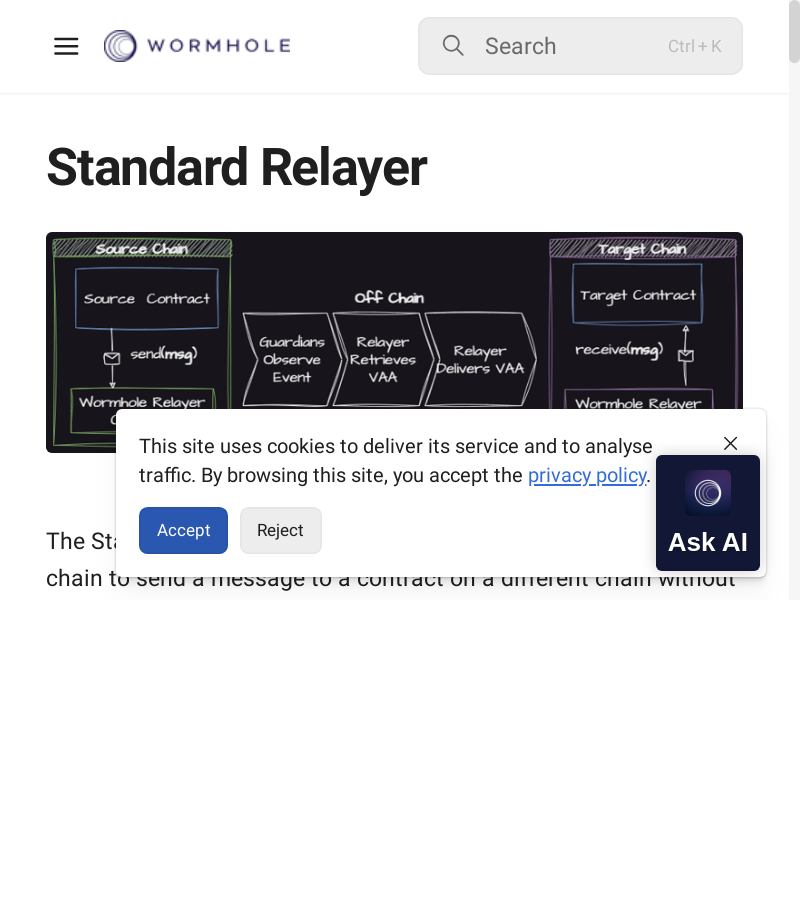 WORMHOLE
Search
Ctrl + K
Standard Relayer
Source Chain
Source Contract
send(msg)
Wormhole Relayer
Off Chain
Guardians
Observe
Event
Relayer
Retrieves
VAA
Relayer
Delivers VAA
Target Chain
Target Contract
receive(msg)
Wormhole Relayer
This site uses cookies to deliver its service and to analyse
traffic. By browsing this site, you accept the privacy policy.
Accept
Reject
Ask AI
The
chain to send a message to a contract on a different chain without